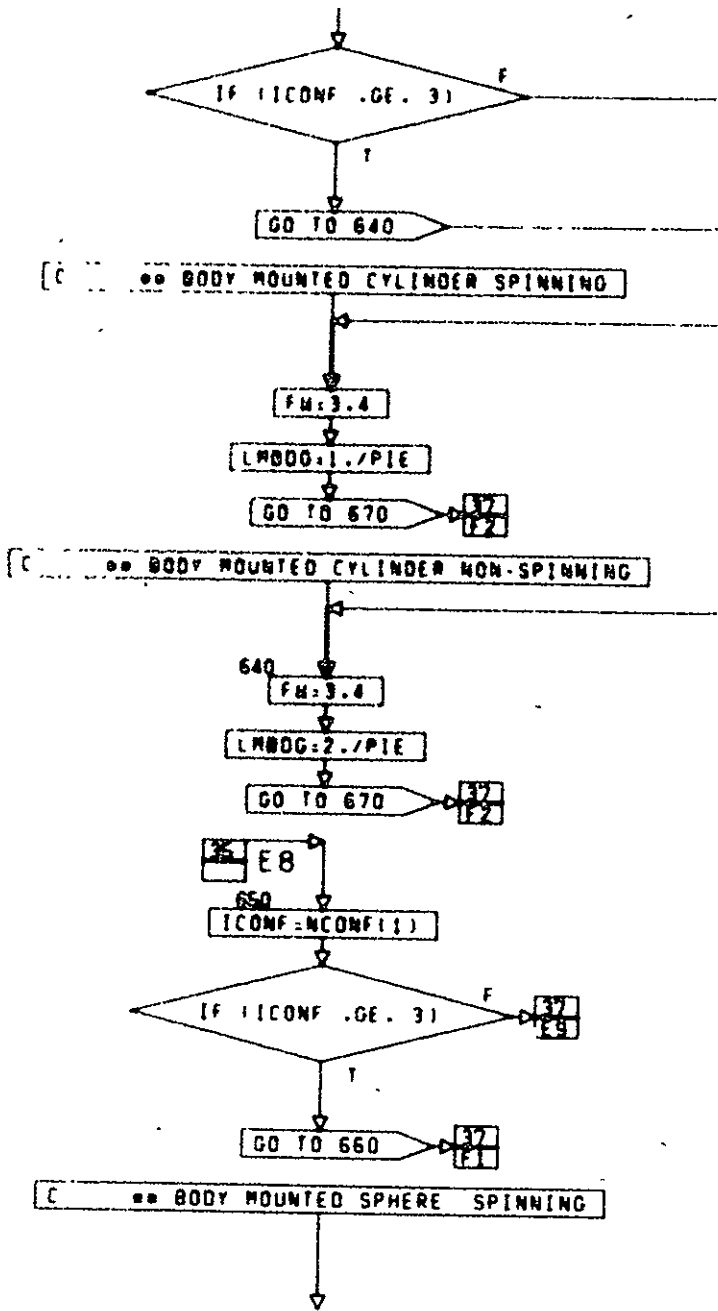 IF (ICONF .GE. 3)
F
T
GO TO 640
C ** BODY MOUNTED CYLINDER SPINNING
FW=3.4
LMBDG=1./PIE
GO TO 670
37
F2
C ** BODY MOUNTED CYLINDER NON-SPINNING
640
FW=3.4
LMBDG=2./PIE
GO TO 670
37
F2
35
E8
650
ICONF=NCONF(1)
IF (ICONF .GE. 3)
F
37
E9
T
GO TO 660
37
F1
C ** BODY MOUNTED SPHERE SPINNING